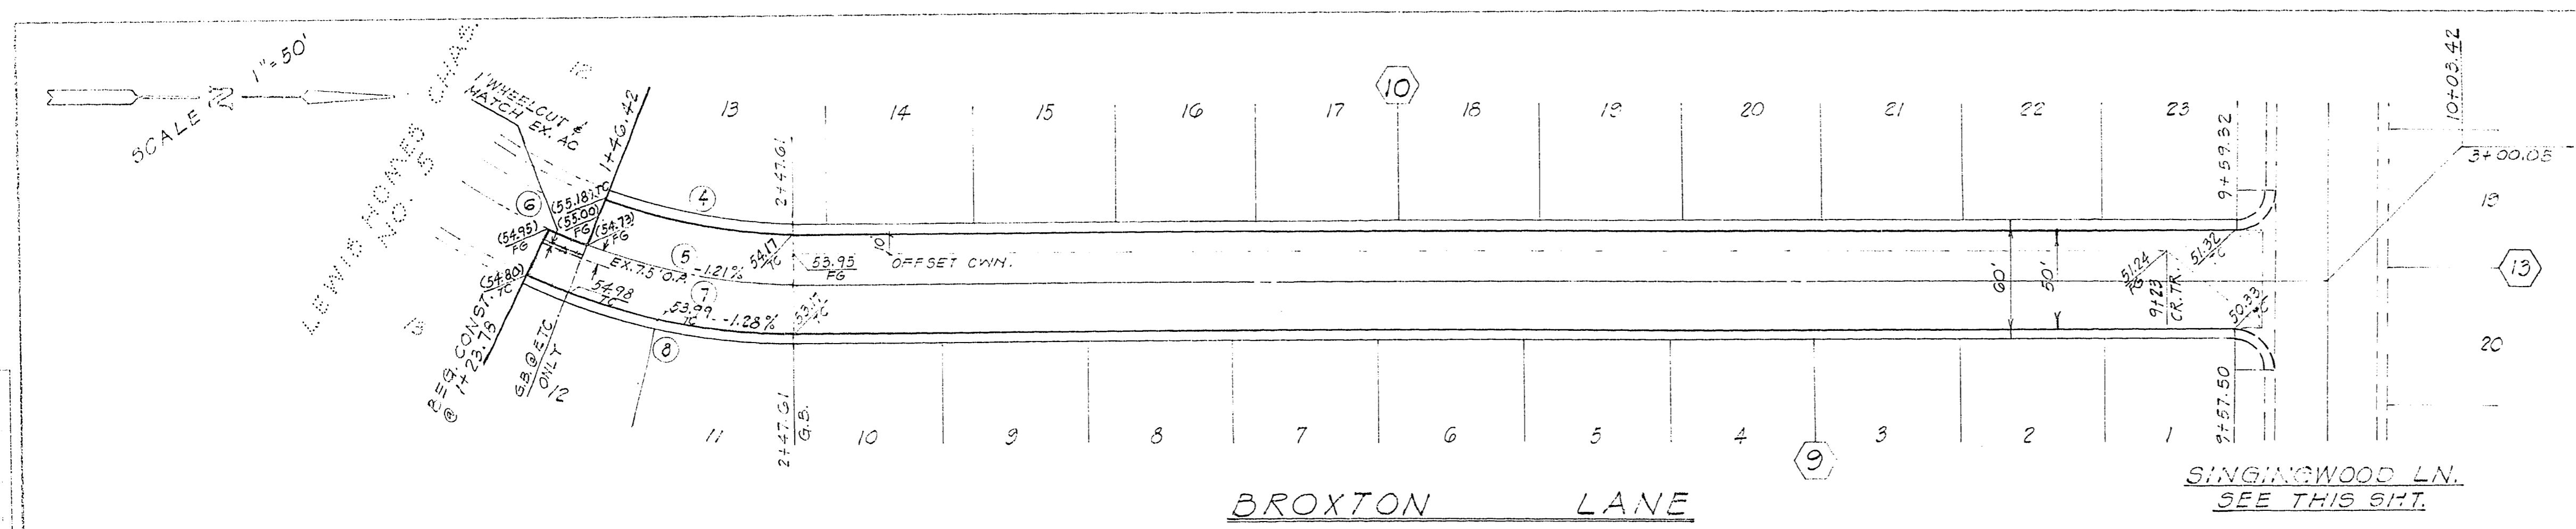 SCALE 1"=50'
N
LEWIS HOMES
NO. 5
12
1' WHEELCUT &
MATCH EX. AC
1+46.42
13
2+47.61
14
15
16
17
10
18
19
20
21
22
23
9+59.32
10+03.42
3+00.05
19
13
20
6
(54.95)
FG
(55.18) TC
(55.00)
FG
(54.73)
FG
4
5
EX. 7.5' O.A.
-1.21%
54.17
TC
53.95
FG
10'
OFFSET CWN.
(54.80)
TC
54.98
TC
7
53.99
TC
-1.28%
8
13
BEG. CONST.
@ 1+23.78
G.B. @ ETC
ONLY
12
11
2+47.61
G.B.
10
9
8
7
6
5
4
9
3
2
1
60'
50'
51.24
FG
9+23
CR.TR.
51.32
TC
50.33
TC
9+57.50
BROXTON LANE
SINGINGWOOD LN.
SEE THIS SHT.